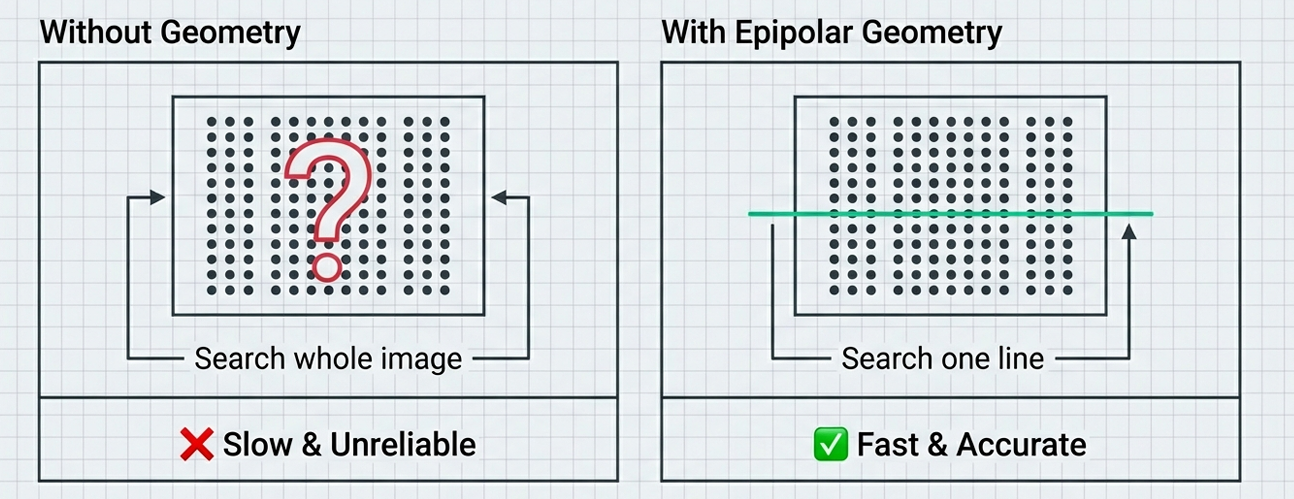 Without Geometry
?
Search whole image
❌ Slow & Unreliable
With Epipolar Geometry
Search one line
✅ Fast & Accurate